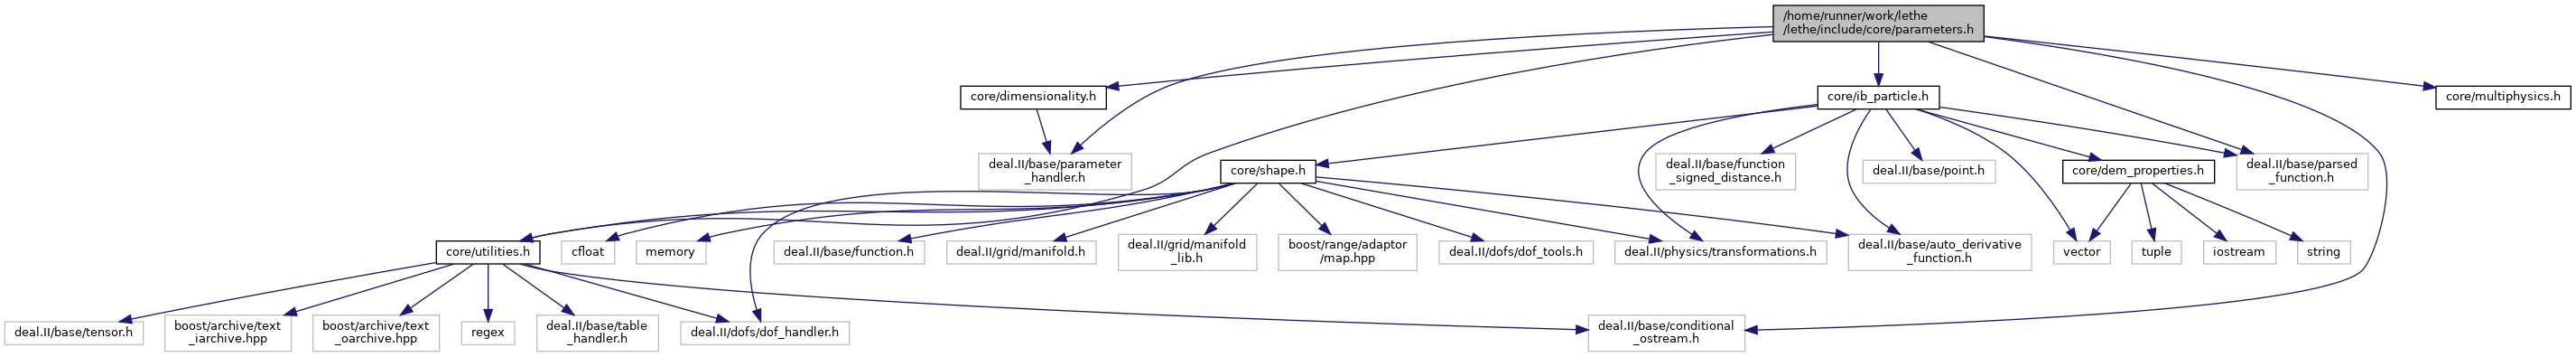 /home/runner/work/lethe
/lethe/include/core/parameters.h
core/dimensionality.h
core/ib_particle.h
core/multiphysics.h
deal.II/base/parameter
_handler.h
core/shape.h
deal.II/base/function
_signed_distance.h
deal.II/base/point.h
core/dem_properties.h
deal.II/base/parsed
_function.h
core/utilities.h
cfloat
memory
deal.II/base/function.h
deal.II/grid/manifold.h
deal.II/grid/manifold
_lib.h
boost/range/adaptor
/map.hpp
deal.II/dofs/dof_tools.h
deal.II/physics/transformations.h
deal.II/base/auto_derivative
_function.h
vector
tuple
iostream
string
deal.II/base/tensor.h
boost/archive/text
_iarchive.hpp
boost/archive/text
_oarchive.hpp
regex
deal.II/base/table
_handler.h
deal.II/dofs/dof_handler.h
deal.II/base/conditional
_ostream.h